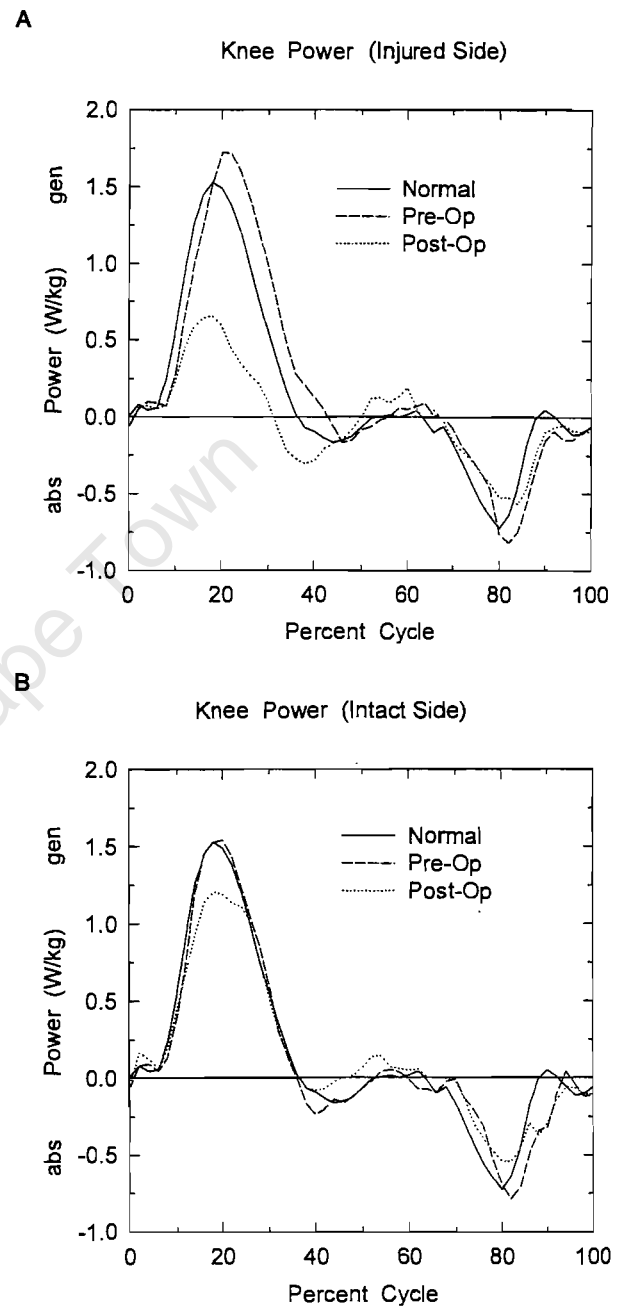 A
Knee Power (Injured Side)
2.0
1.5
1.0
0.5
0.0
-0.5
-1.0
gen
Power (W/kg)
abs
Normal
Pre-Op
Post-Op
0 20 40 60 80 100
Percent Cycle
ape Town
B
Knee Power (Intact Side)
2.0
1.5
1.0
0.5
0.0
-0.5
-1.0
gen
Power (W/kg)
abs
Normal
Pre-Op
Post-Op
0 20 40 60 80 100
Percent Cycle